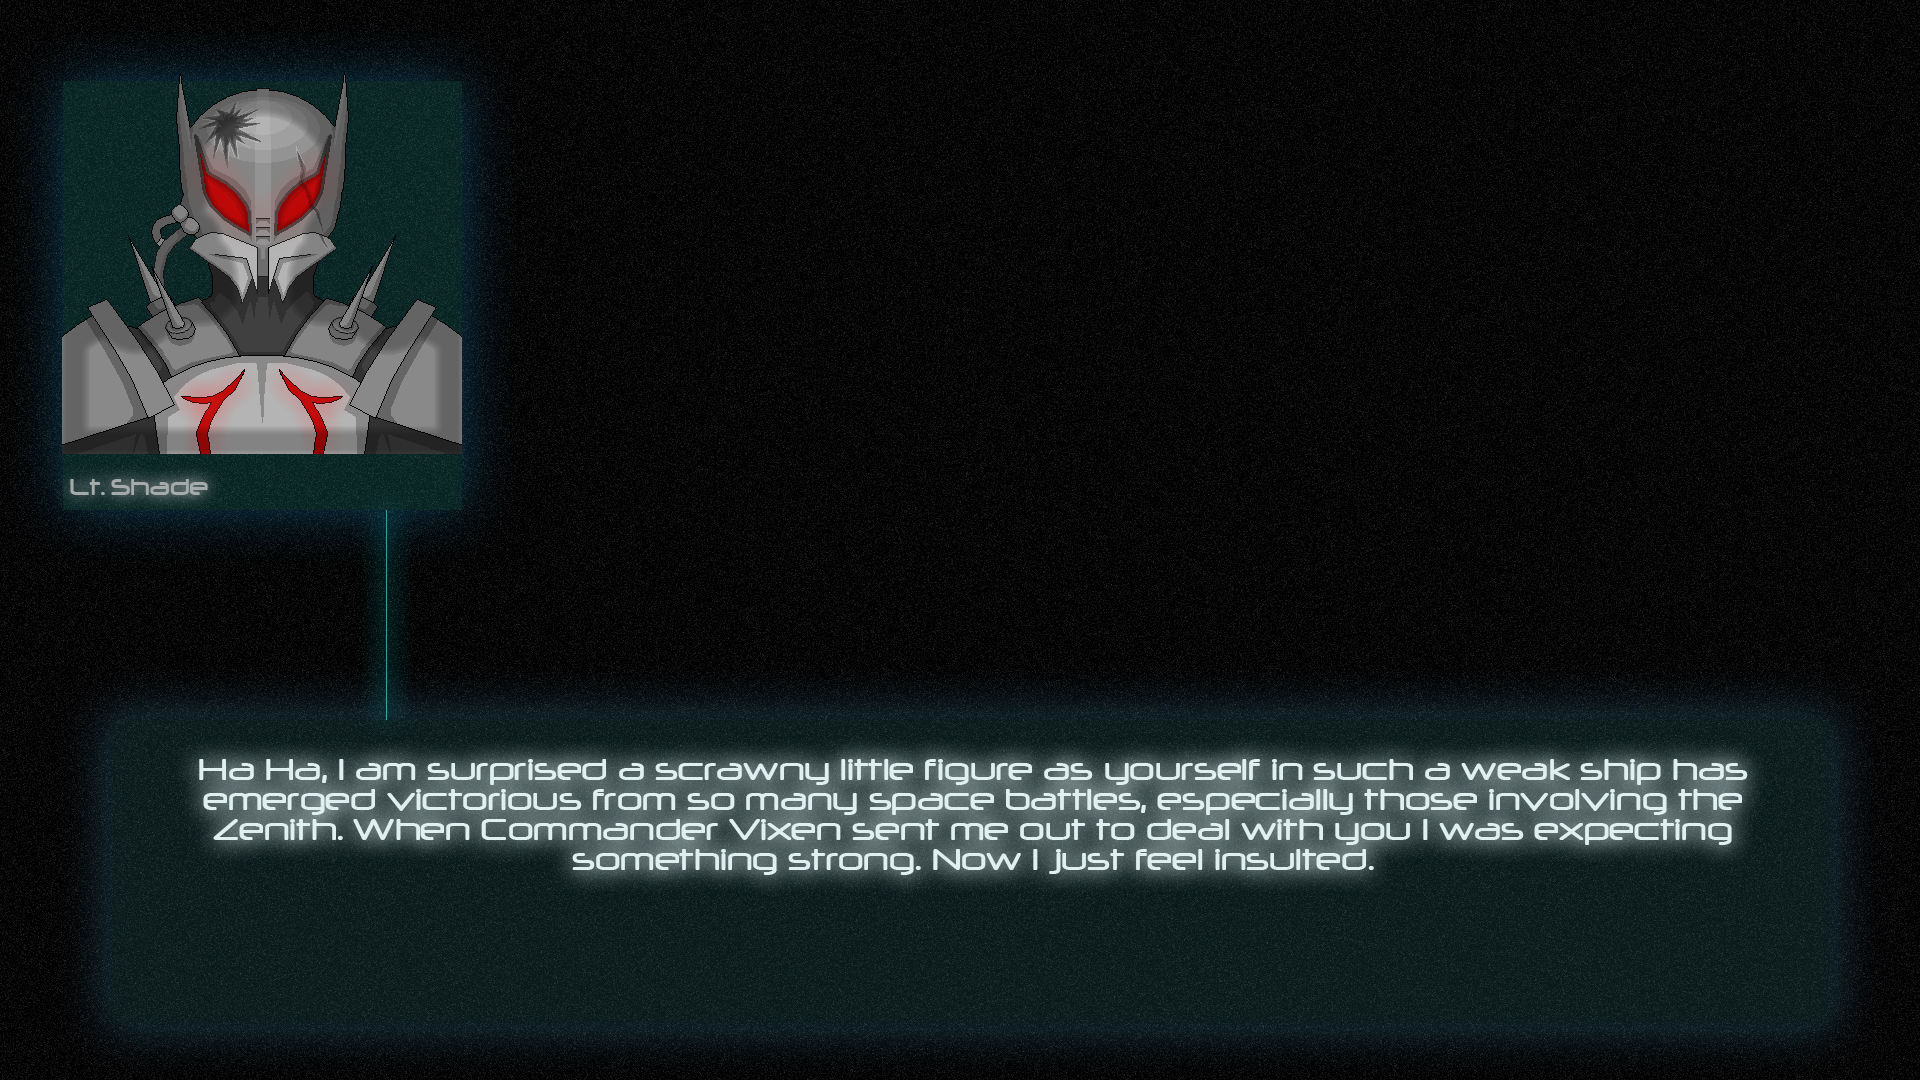 Lt. Shade
Ha Ha, I am surprised a scrawny little figure as yourself in such a weak ship has
emerged victorious from so many space battles, especially those involving the
Zenith. When Commander Vixen sent me out to deal with you I was expecting
something strong. Now I just feel insulted.